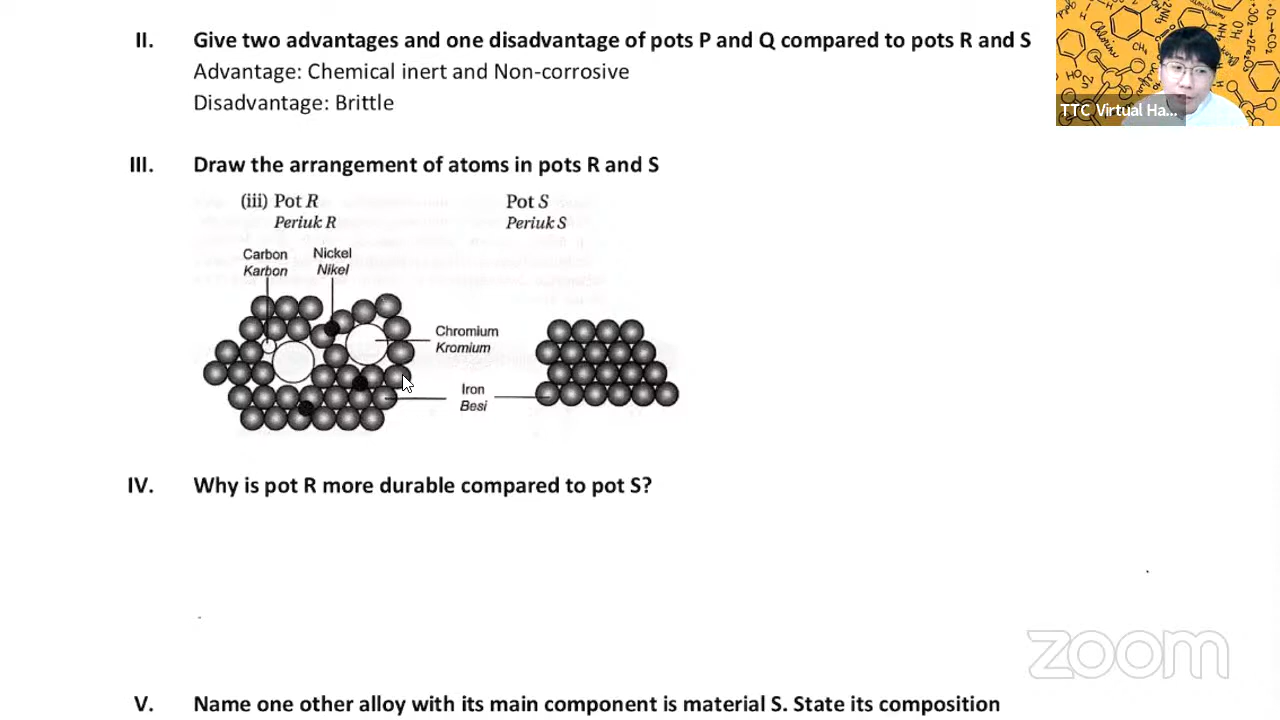 II. Give two advantages and one disadvantage of pots P and Q compared to pots R and S
Advantage: Chemical inert and Non-corrosive
Disadvantage: Brittle
TTC Virtual Ha...
III. Draw the arrangement of atoms in pots R and S
(iii) Pot R
Periuk R
Pot S
Periuk S
Carbon
Karbon
Nickel
Nikel
Chromium
Kromium
Iron
Besi
IV. Why is pot R more durable compared to pot S?
zoom
V. Name one other alloy with its main component is material S. State its composition